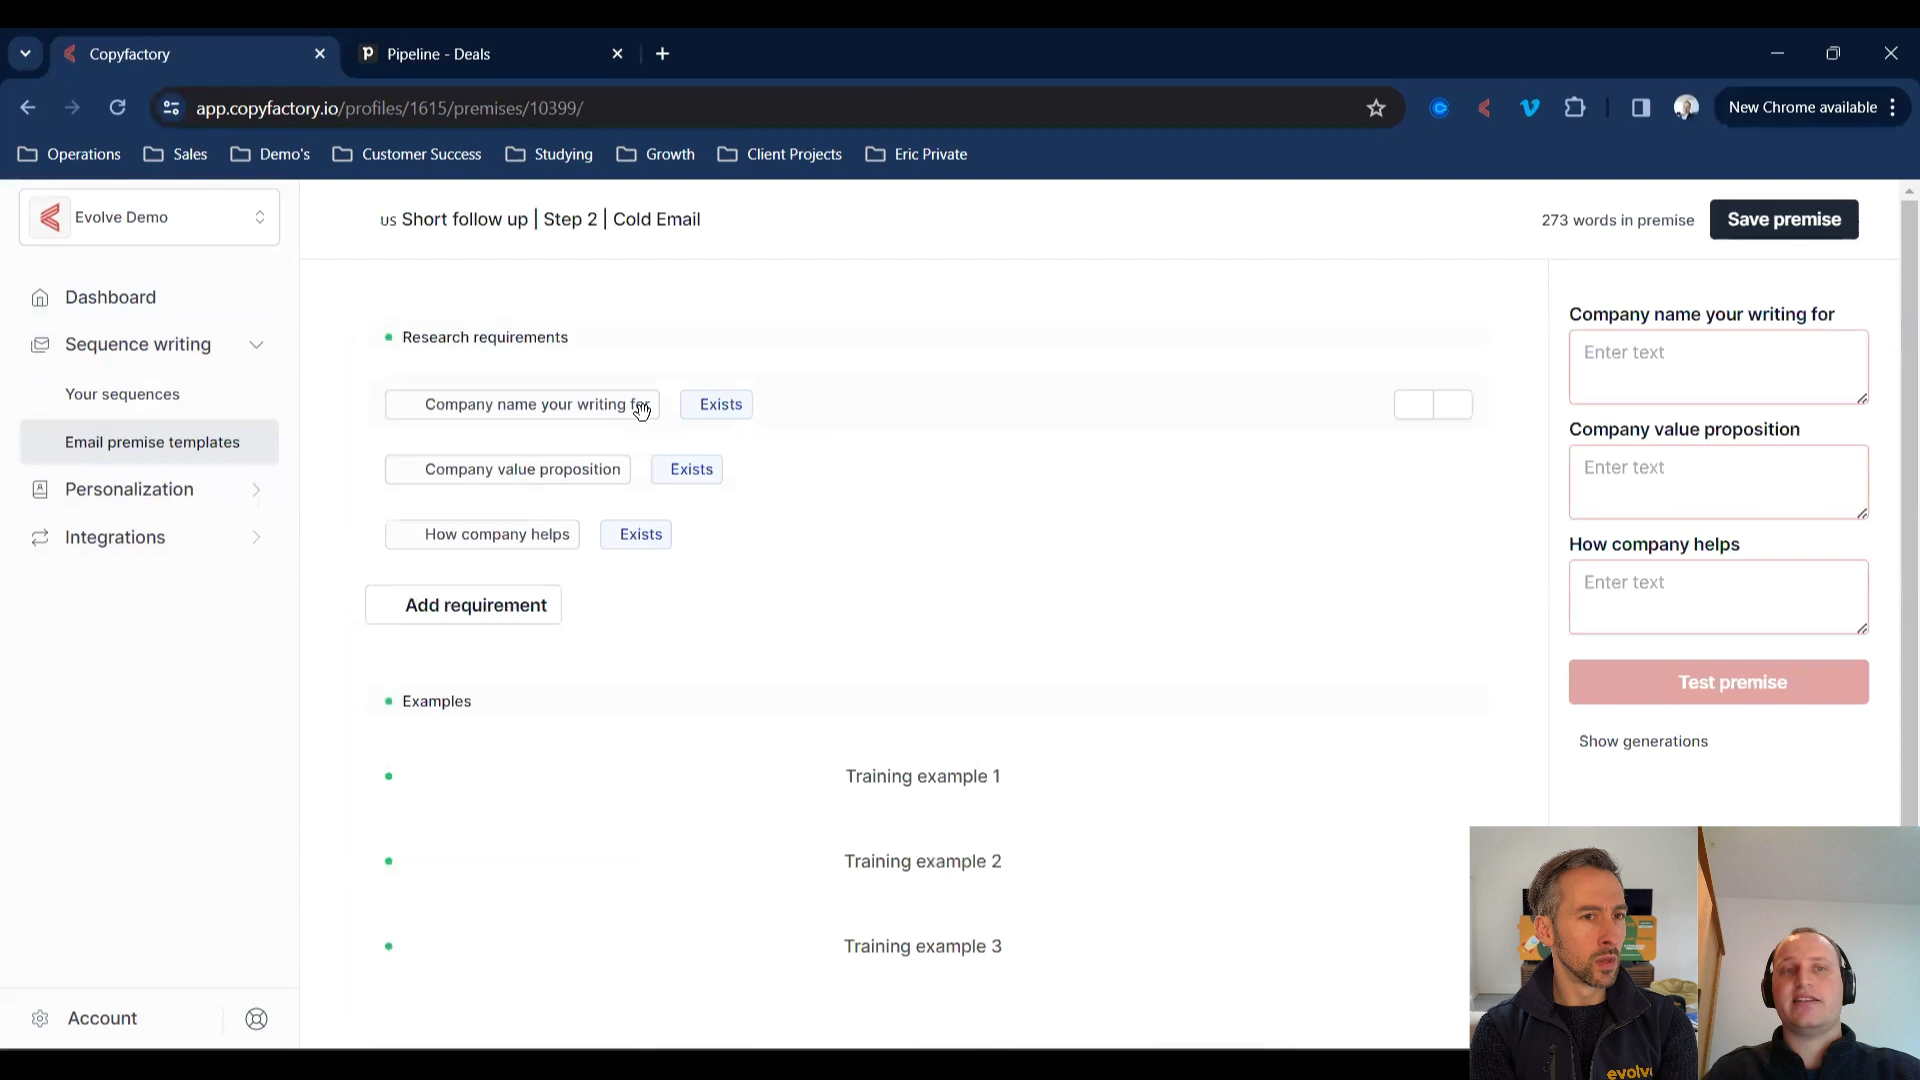 Copyfactory
Pipeline - Deals
app.copyfactory.io/profiles/1615/premises/10399/
New Chrome available
Operations
Sales
Demo's
Customer Success
Studying
Growth
Client Projects
Eric Private
Evolve Demo
US Short follow up | Step 2 | Cold Email
273 words in premise
Save premise
Dashboard
Sequence writing
Your sequences
Email premise templates
Personalization
Integrations
Account
Research requirements
Company name your writing for
Exists
Company value proposition
Exists
How company helps
Exists
Add requirement
Examples
Training example 1
Training example 2
Training example 3
Company name your writing for
Enter text
Company value proposition
Enter text
How company helps
Enter text
Test premise
Show generations
evolve